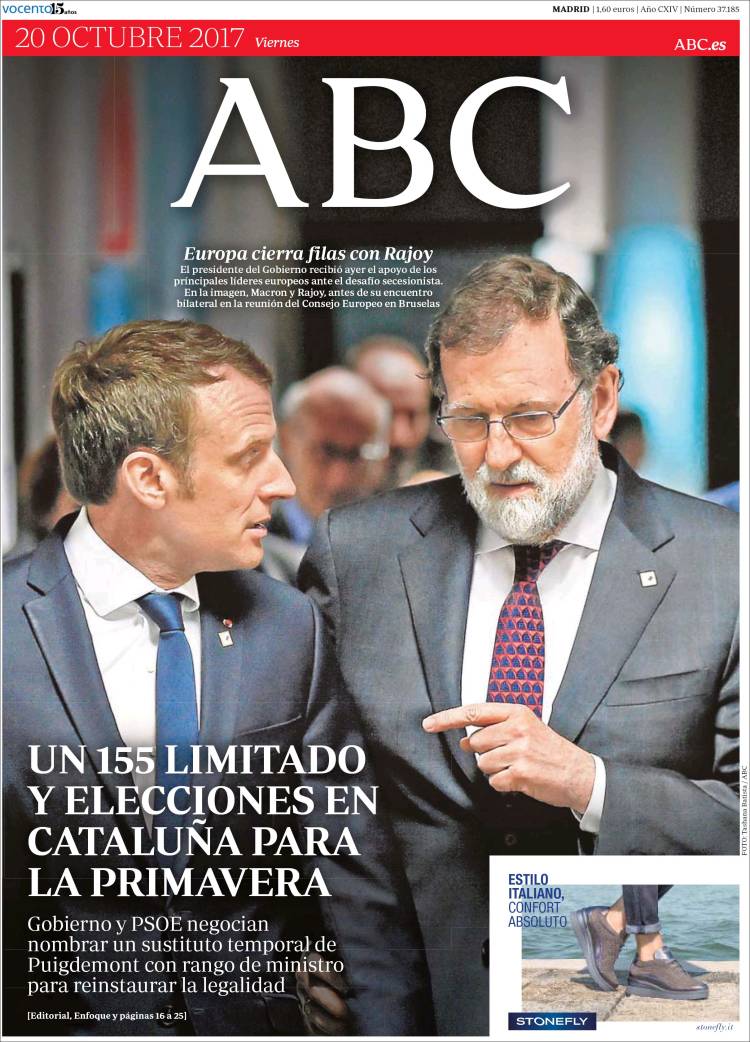 vocento 15 años
MADRID | 1,60 euros | Año CXIV | Número 37.185
20 OCTUBRE 2017 Viernes
ABC.es
ABC
Europa cierra filas con Rajoy
El presidente del Gobierno recibió ayer el apoyo de los
principales líderes europeos ante el desafío secesionista.
En la imagen, Macron y Rajoy, antes de su encuentro
bilateral en la reunión del Consejo Europeo en Bruselas
UN 155 LIMITADO
Y ELECCIONES EN
CATALUÑA PARA
LA PRIMAVERA
Gobierno y PSOE negocian
nombrar un sustituto temporal de
Puigdemont con rango de ministro
para reinstaurar la legalidad
[Editorial, Enfoque y páginas 16 a 25]
FOTO: Tashana Batista / ABC
ESTILO
ITALIANO,
CONFORT
ABSOLUTO
STONEFLY
stonefly.it